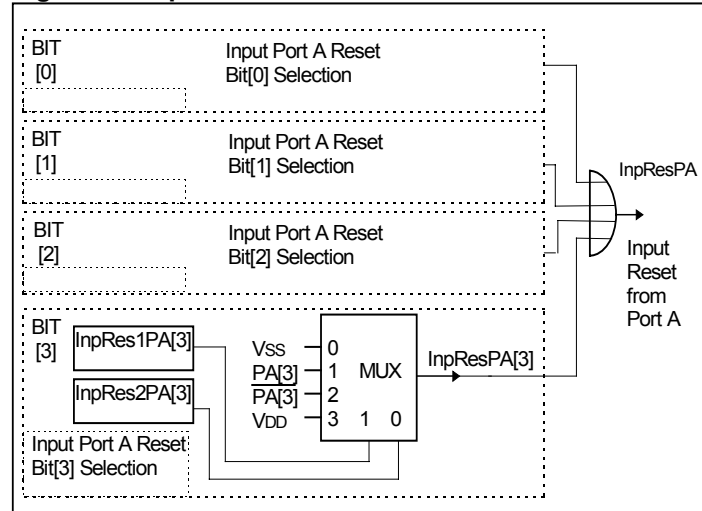 BIT
[0]
Input Port A Reset
Bit[0] Selection
BIT
[1]
Input Port A Reset
Bit[1] Selection
BIT
[2]
Input Port A Reset
Bit[2] Selection
BIT
[3]
InpRes1PA[3]
InpRes2PA[3]
Input Port A Reset
Bit[3] Selection
VSS 0
PA[3] 1
PA[3] 2
VDD 3
MUX
1 0
InpResPA[3]
InpResPA
Input
Reset
from
Port A